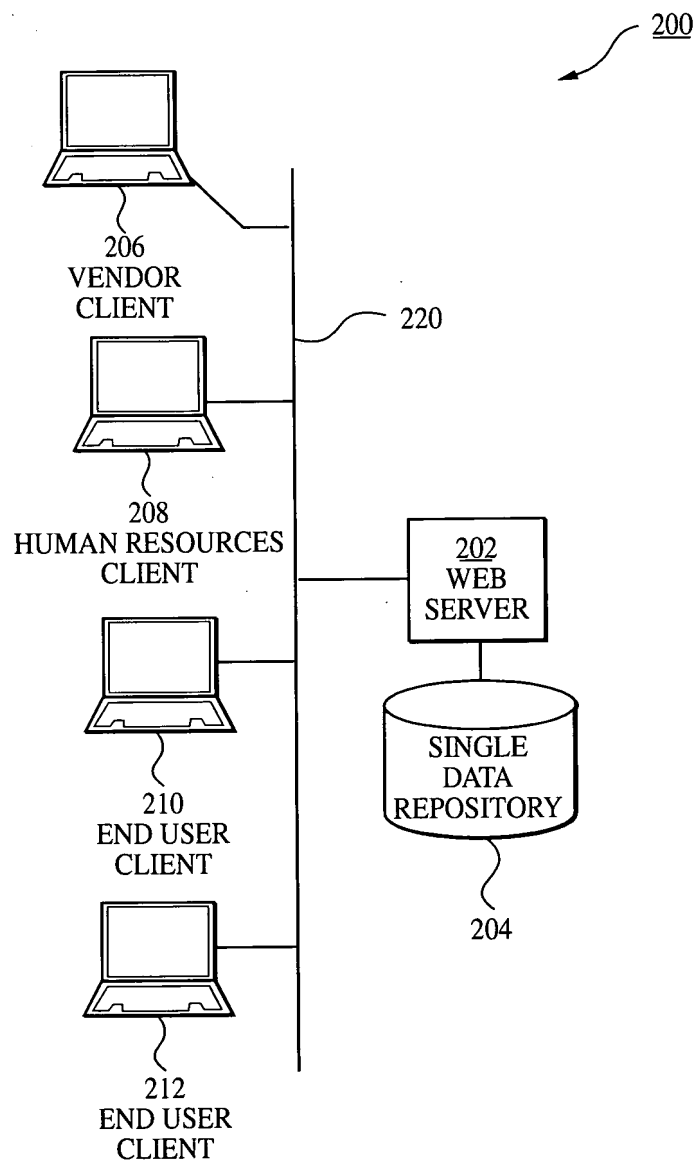 200
206
VENDOR
CLIENT
220
208
HUMAN RESOURCES
CLIENT
202
WEB
SERVER
SINGLE
DATA
REPOSITORY
204
210
END USER
CLIENT
212
END USER
CLIENT